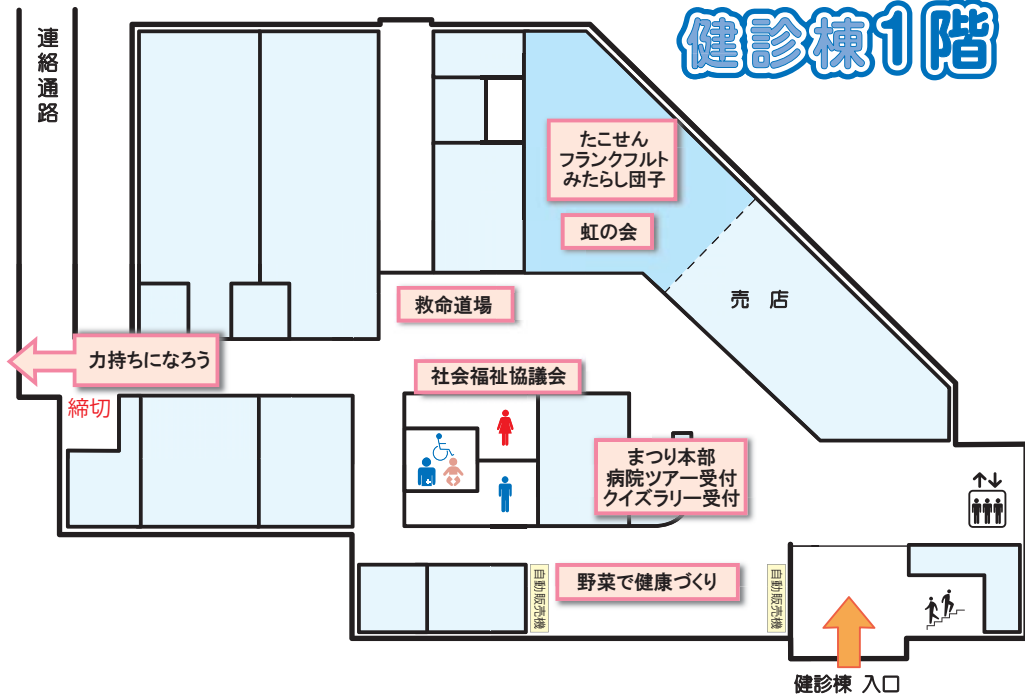 健診棟1階
連絡通路
たこせん
フランクフルト
みたらし団子
虹の会
売 店
救命道場
力持ちになろう
社会福祉協議会
締切
まつり本部
病院ツアー受付
クイズラリー受付
野菜で健康づくり
自動販売機
自動販売機
健診棟 入口